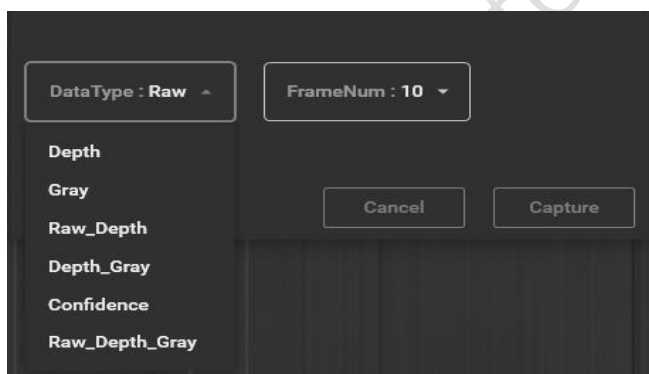 DataType : Raw
FrameNum : 10
Depth
Gray
Raw_Depth
Depth_Gray
Confidence
Raw_Depth_Gray
Cancel
Capture